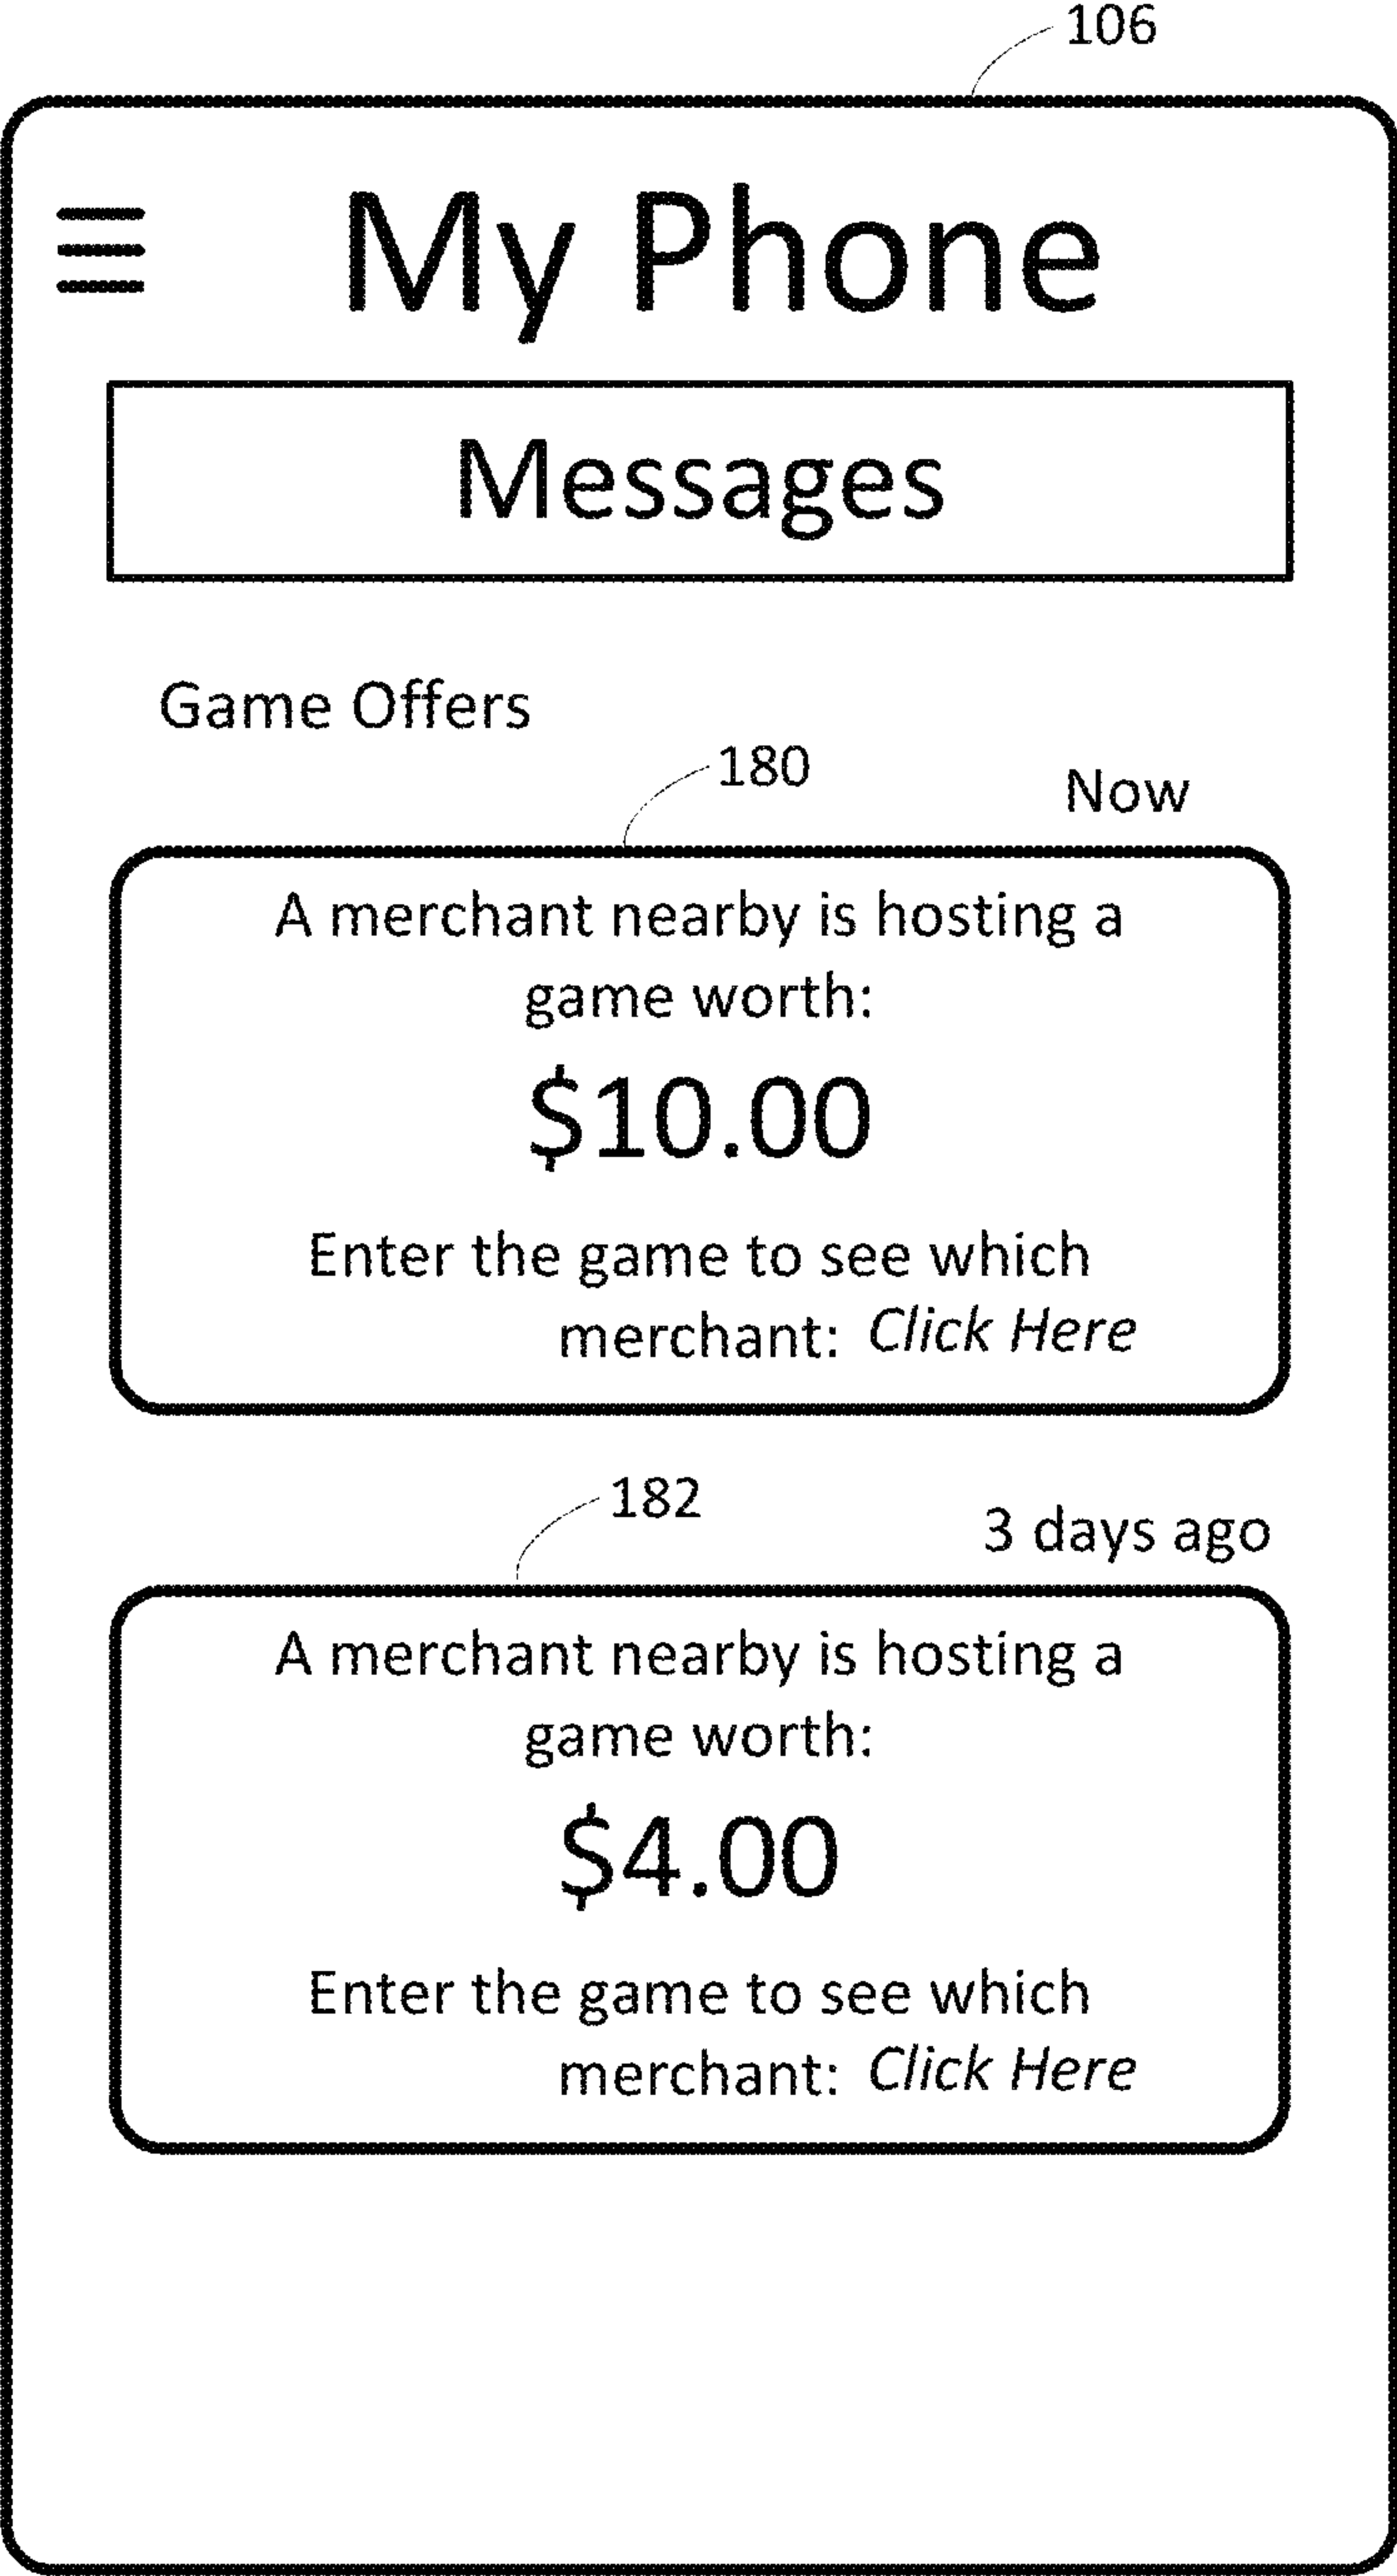 106
My Phone
Messages
Game Offers
180
Now
A merchant nearby is hosting a
game worth:
$10.00
Enter the game to see which
merchant: Click Here
182
3 days ago
A merchant nearby is hosting a
game worth:
$4.00
Enter the game to see which
merchant: Click Here